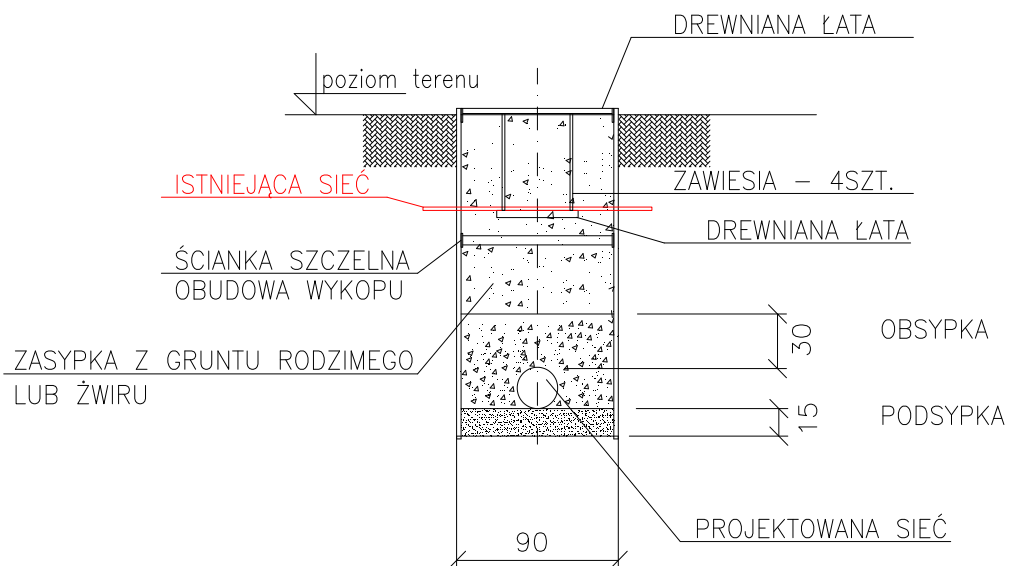 DREWNIANA ŁATA
poziom terenu
ISTNIEJĄCA SIEĆ
ZAWIESIA – 4SZT.
DREWNIANA ŁATA
ŚCIANKA SZCZELNA
OBUDOWA WYKOPU
30
OBSYPKA
ZASYPKA Z GRUNTU RODZIMEGO
LUB ŻWIRU
15
PODSYPKA
PROJEKTOWANA SIEĆ
90